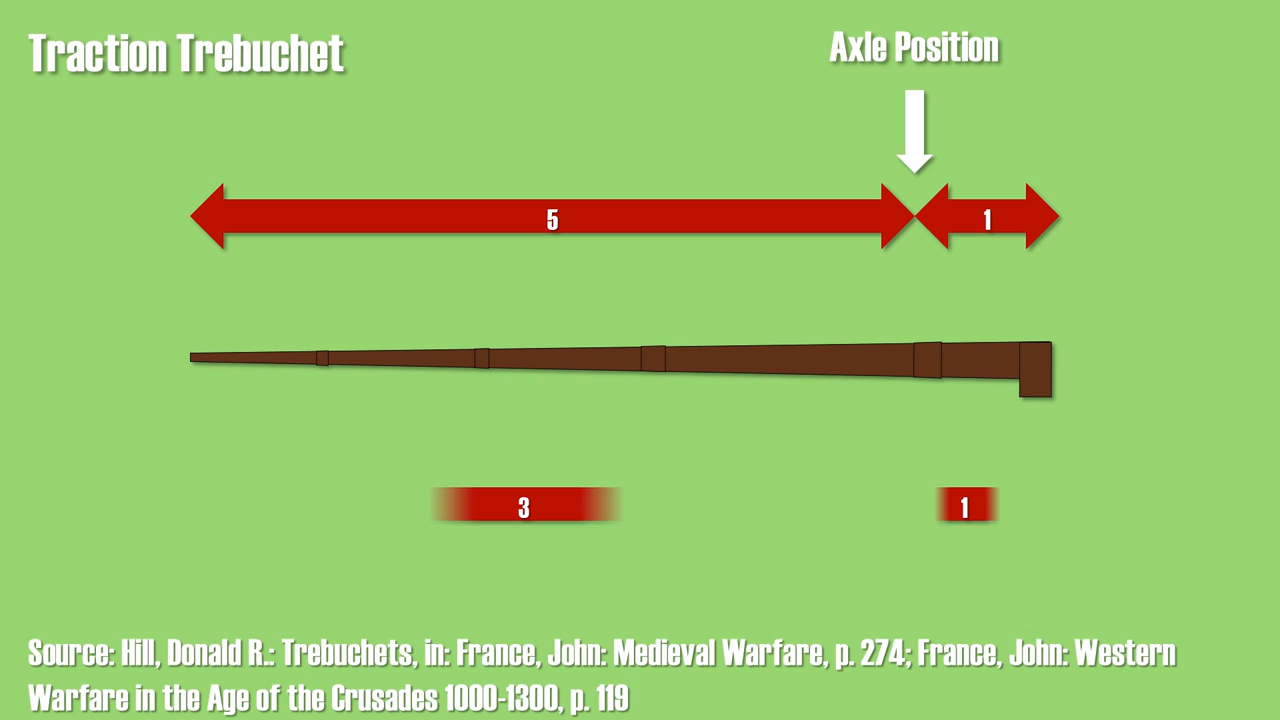 Traction Trebuchet
Axle Position
5
1
3
1
Source: Hill, Donald R.: Trebuchets, in: France, John: Medieval Warfare, p. 274; France, John: Western
Warfare in the Age of the Crusades 1000-1300, p. 119